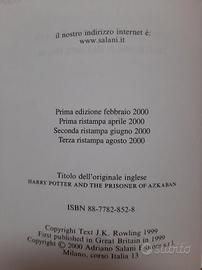 il nostro indirizzo internet è:
www.salani.it
Prima edizione febbraio 2000
Prima ristampa aprile 2000
Seconda ristampa giugno 2000
Terza ristampa agosto 2000
Titolo dell'originale inglese
HARRY POTTER AND THE PRISONER OF AZKABAN
ISBN 88-7782-852-8
Copyright Text J.K. Rowling 1999
First published in Great Britain in 1999
© Copyright © 2000 Adriano Salani Editore s.r.l.
Milano, corso Italia 13
subito